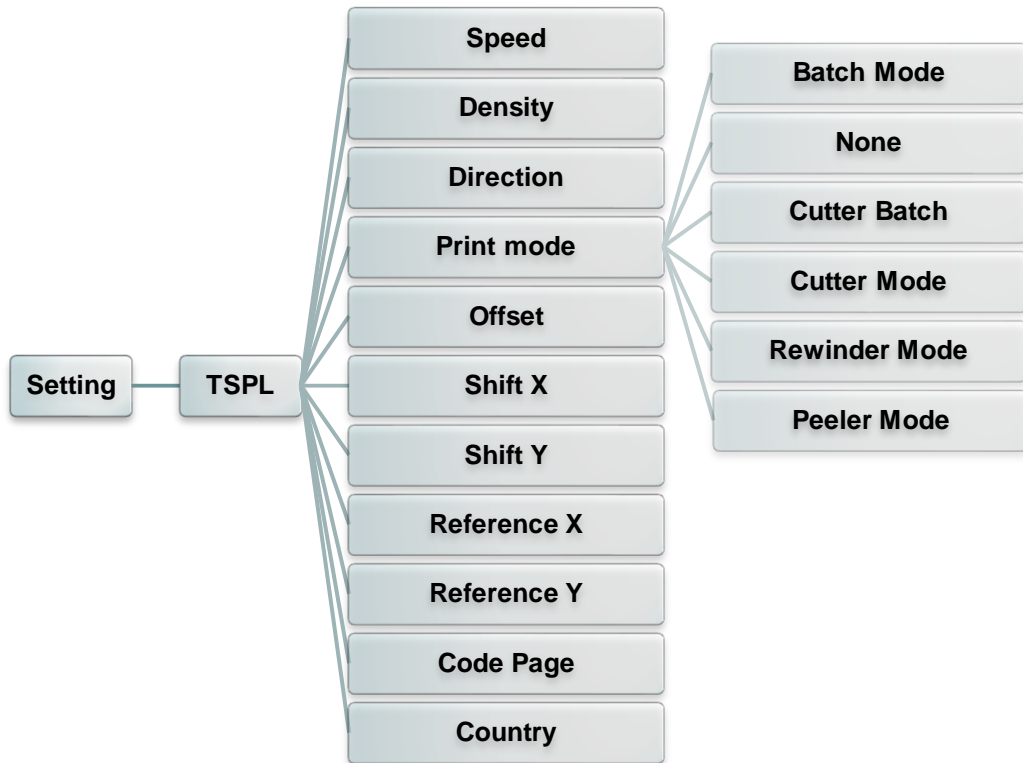 Setting
TSPL
Speed
Density
Direction
Print mode
Offset
Shift X
Shift Y
Reference X
Reference Y
Code Page
Country
Batch Mode
None
Cutter Batch
Cutter Mode
Rewinder Mode
Peeler Mode